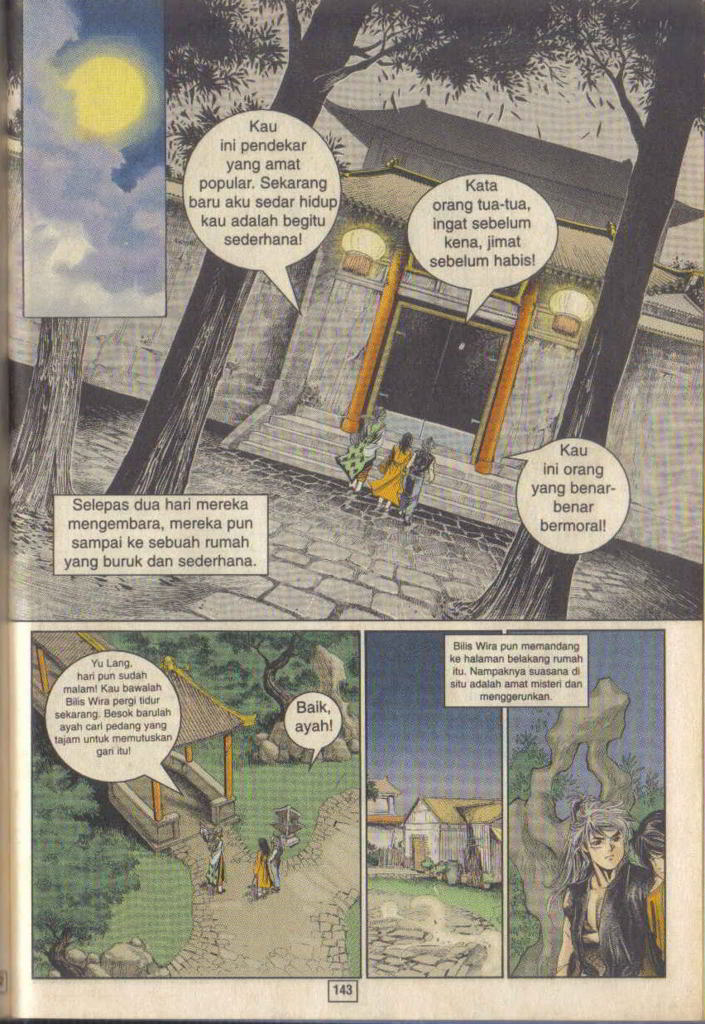 Kau
ini pendekar
yang amat
popular. Sekarang
baru aku sedar hidup
kau adalah begitu
sederhana!
Kata
orang tua-tua,
ingat sebelum
kena, jimat
sebelum habis!
Kau
ini orang
yang benar-
benar
bermoral!
Selepas dua hari mereka
mengembara, mereka pun
sampai ke sebuah rumah
yang buruk dan sederhana.
Yu Lang,
hari pun sudah
malam! Kau bawalah
Bilis Wira pergi tidur
sekarang. Besok barulah
ayah cari pedang yang
tajam untuk memutuskan
gari itu!
Baik,
ayah!
Bilis Wira pun memandang
ke halaman belakang rumah
itu. Nampaknya suasana di
situ adalah amat misteri dan
menggerunkan.
143